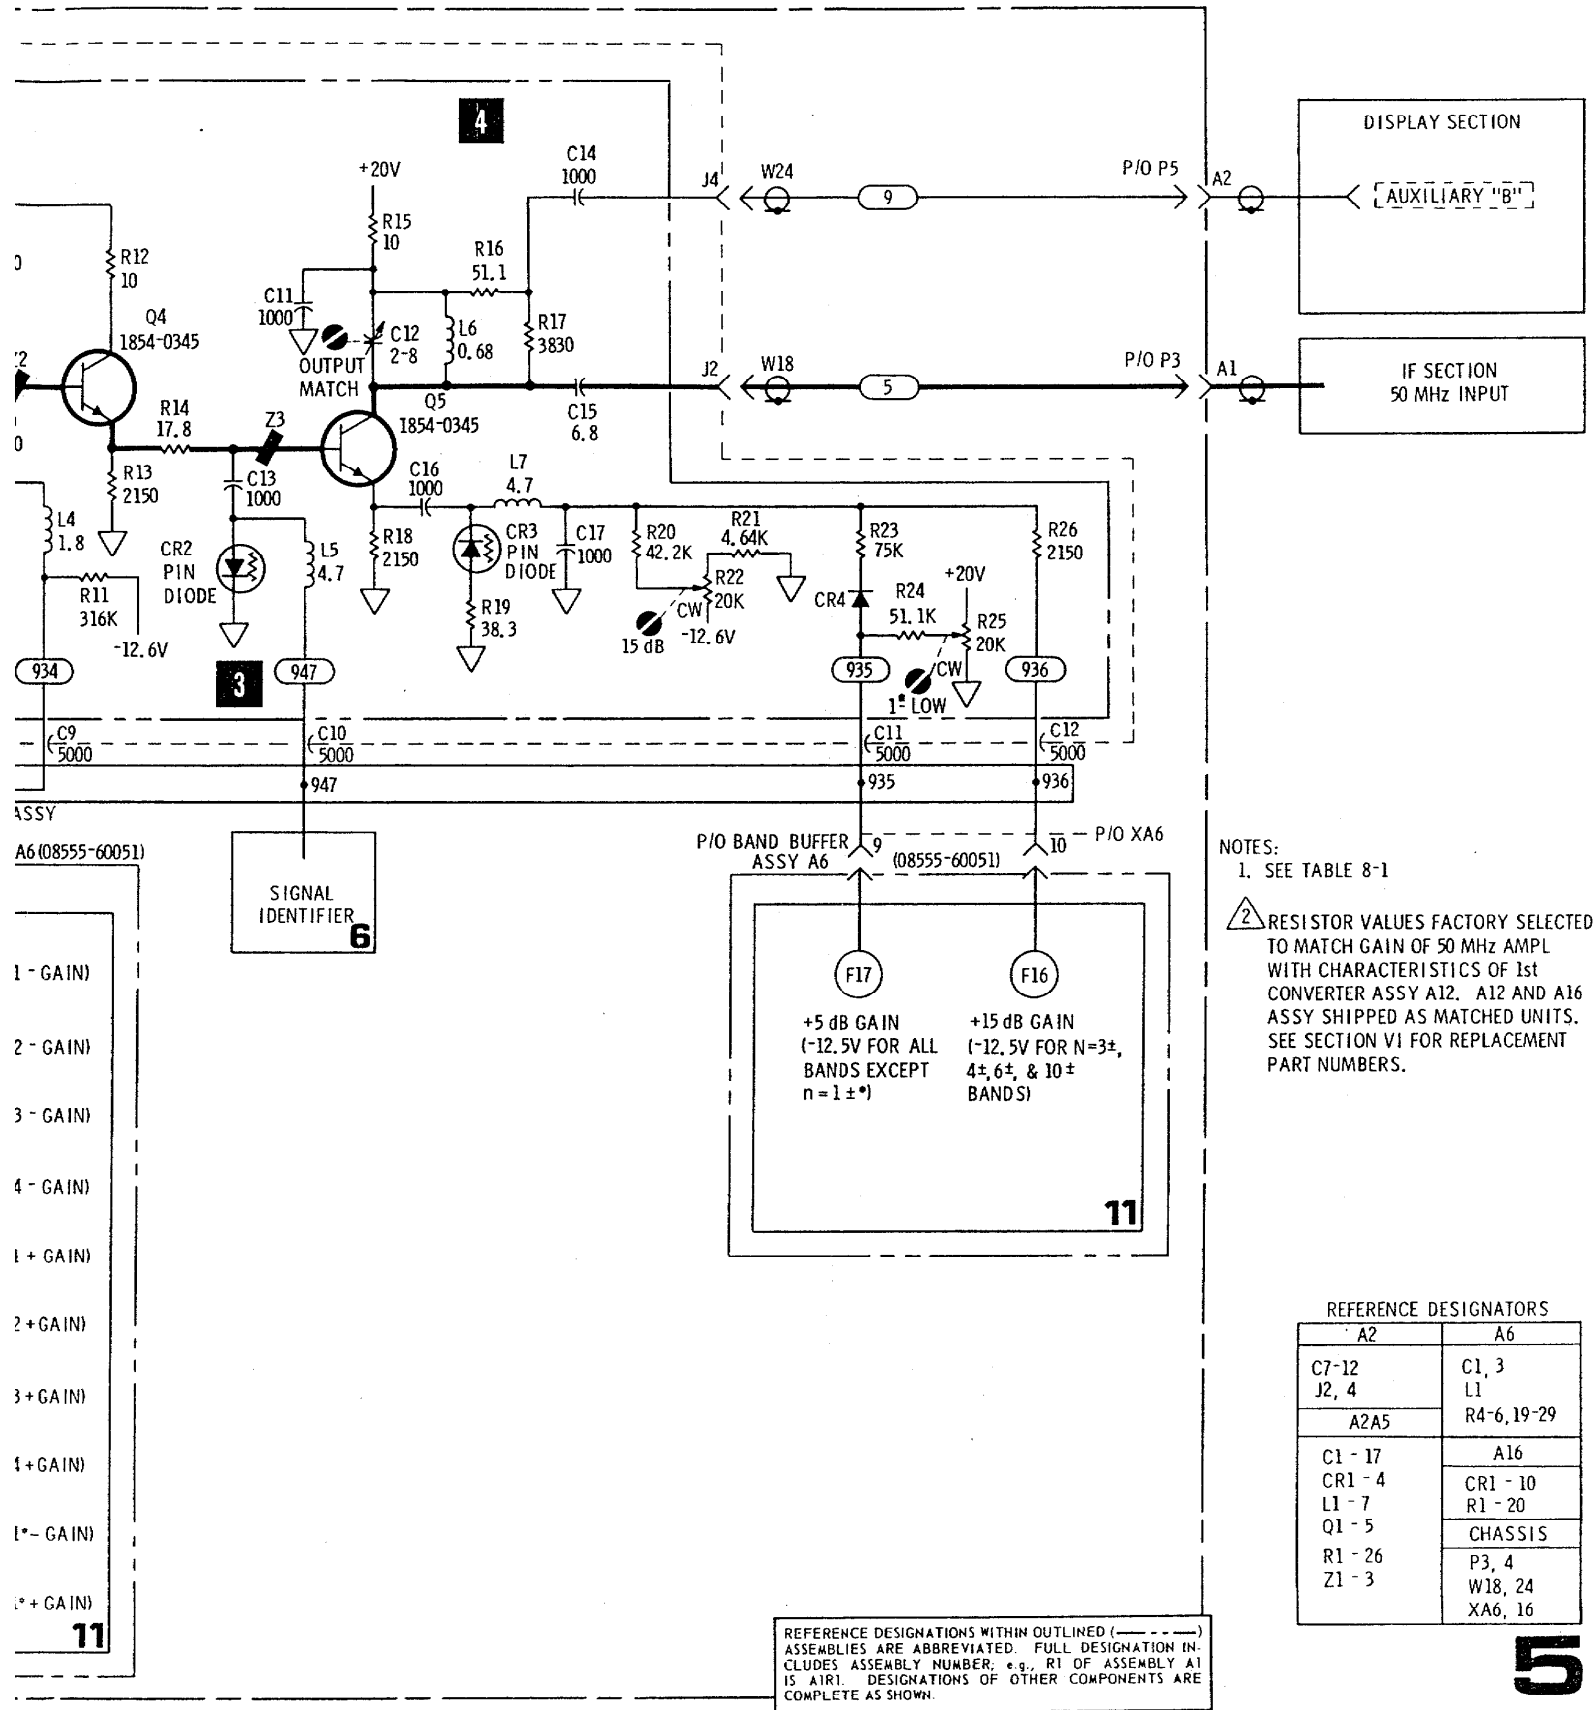 4
+20V
C14
1000
J4
W24
9
P/O P5
A2
DISPLAY SECTION
AUXILIARY "B"
R12
10
R15
10
R16
51.1
C11
1000
C12
2-8
OUTPUT
MATCH
L6
0.68
R17
3830
Q4
1854-0345
J2
W18
5
P/O P3
A1
IF SECTION
50 MHz INPUT
Q5
1854-0345
C15
6.8
R14
17.8
Z3
R13
2150
C13
1000
C16
1000
L7
4.7
L4
1.8
CR2
PIN
DIODE
L5
4.7
R18
2150
CR3
PIN
DIODE
C17
1000
R20
42.2K
R21
4.64K
R22
20K
CW
-12.6V
15 dB
R23
75K
CR4
R24
51.1K
+20V
R25
20K
CW
R26
2150
R11
316K
-12.6V
R19
38.3
934
3
947
935
936
1* LOW
C9
5000
C10
5000
C11
5000
C12
5000
947
935
936
ASSY
A6 (08555-60051)
P/O BAND BUFFER
ASSY A6
9
(08555-60051)
10
P/O XA6
SIGNAL
IDENTIFIER
6
F17
F16
+5 dB GAIN
(-12.5V FOR ALL
BANDS EXCEPT
n = 1 ±*)
+15 dB GAIN
(-12.5V FOR N=3±,
4±, 6±, & 10±
BANDS)
11
1 - GAIN)
2 - GAIN)
3 - GAIN)
4 - GAIN)
1 + GAIN)
2 + GAIN)
3 + GAIN)
4 + GAIN)
1*- GAIN)
* + GAIN)
11
NOTES:
1. SEE TABLE 8-1
2 RESISTOR VALUES FACTORY SELECTED
TO MATCH GAIN OF 50 MHz AMPL
WITH CHARACTERISTICS OF 1st
CONVERTER ASSY A12. A12 AND A16
ASSY SHIPPED AS MATCHED UNITS.
SEE SECTION VI FOR REPLACEMENT
PART NUMBERS.
REFERENCE DESIGNATORS
A2
C7-12
J2, 4
A2A5
C1 - 17
CR1 - 4
L1 - 7
Q1 - 5
R1 - 26
Z1 - 3
A6
C1, 3
L1
R4-6, 19-29
A16
CR1 - 10
R1 - 20
CHASSIS
P3, 4
W18, 24
XA6, 16
REFERENCE DESIGNATIONS WITHIN OUTLINED (— - - —)
ASSEMBLIES ARE ABBREVIATED. FULL DESIGNATION IN-
CLUDES ASSEMBLY NUMBER; e.g., R1 OF ASSEMBLY A1
IS A1R1. DESIGNATIONS OF OTHER COMPONENTS ARE
COMPLETE AS SHOWN.
5